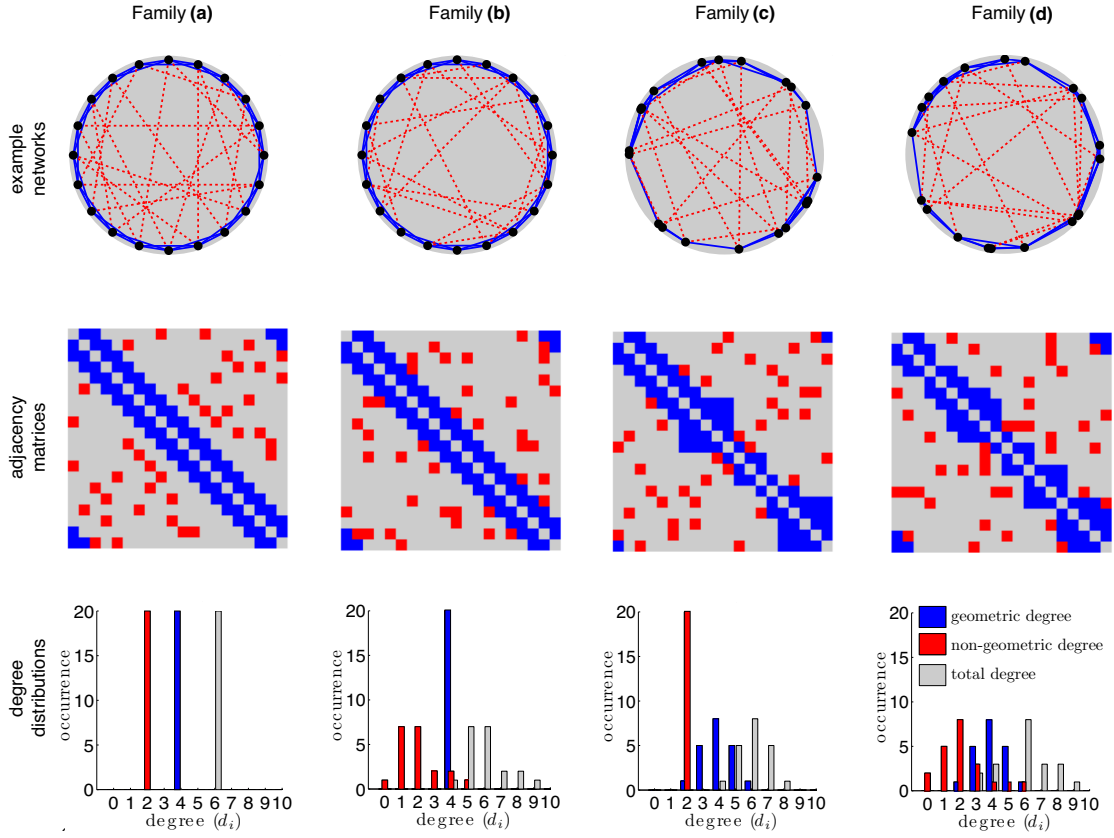 Family (a)
Family (b)
Family (c)
Family (d)
example
networks
adjacency
matrices
degree
distributions
occurrence
20
15
10
5
0
0 1 2 3 4 5 6 7 8 9 10
degree (d_i)
occurrence
20
15
10
5
0
0 1 2 3 4 5 6 7 8 9 10
degree (d_i)
occurrence
20
15
10
5
0
0 1 2 3 4 5 6 7 8 9 10
degree (d_i)
occurrence
20
15
10
5
0
0 1 2 3 4 5 6 7 8 9 10
degree (d_i)
geometric degree
non-geometric degree
total degree